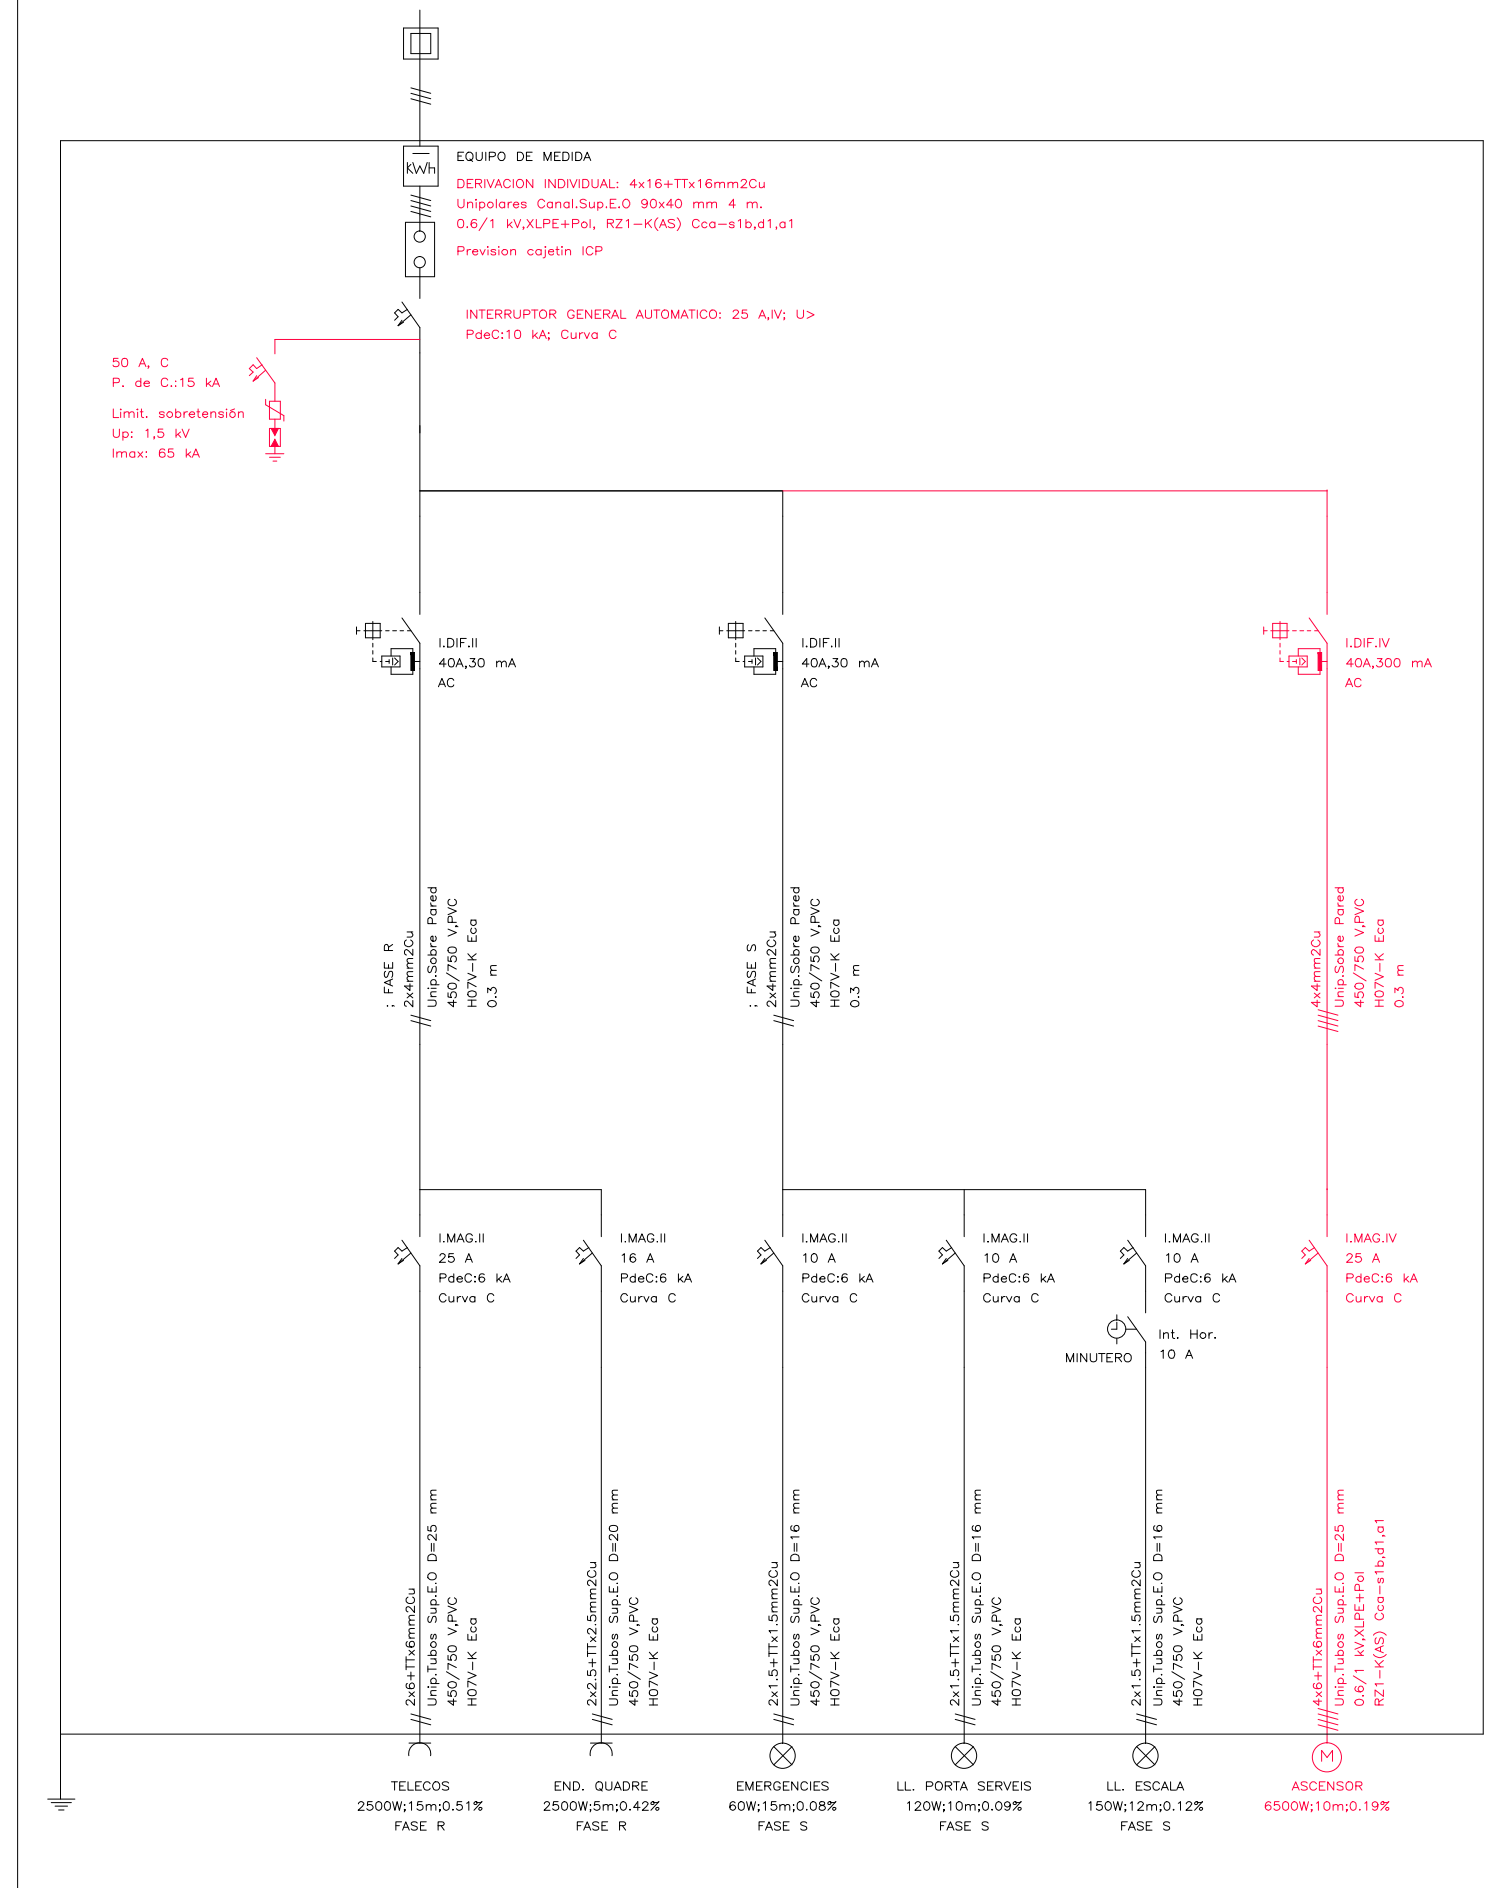 KWh
EQUIPO DE MEDIDA
DERIVACION INDIVIDUAL: 4x16+TTx16mm2Cu
Unipolares Canal.Sup.E.O 90x40 mm 4 m.
0.6/1 kV,XLPE+Pol, RZ1-K(AS) Cca-s1b,d1,a1
Prevision cajetin ICP
INTERRUPTOR GENERAL AUTOMATICO: 25 A,IV; U>
PdeC:10 kA; Curva C
50 A, C
P. de C.:15 kA
Limit. sobretensión
Up: 1,5 kV
Imax: 65 kA
I.DIF.II
40A,30 mA
AC
I.DIF.II
40A,30 mA
AC
I.DIF.IV
40A,300 mA
AC
; FASE R
2x4mm2Cu
Unip.Sobre Pared
450/750 V,PVC
H07V-K Eca
0.3 m
; FASE S
2x4mm2Cu
Unip.Sobre Pared
450/750 V,PVC
H07V-K Eca
0.3 m
4x4mm2Cu
Unip.Sobre Pared
450/750 V,PVC
H07V-K Eca
0.3 m
I.MAG.II
25 A
PdeC:6 kA
Curva C
I.MAG.II
16 A
PdeC:6 kA
Curva C
I.MAG.II
10 A
PdeC:6 kA
Curva C
I.MAG.II
10 A
PdeC:6 kA
Curva C
I.MAG.II
10 A
PdeC:6 kA
Curva C
I.MAG.IV
25 A
PdeC:6 kA
Curva C
Int. Hor.
10 A
MINUTERO
2x6+TTx6mm2Cu
Unip.Tubos Sup.E.O D=25 mm
450/750 V,PVC
H07V-K Eca
2x2.5+TTx2.5mm2Cu
Unip.Tubos Sup.E.O D=20 mm
450/750 V,PVC
H07V-K Eca
2x1.5+TTx1.5mm2Cu
Unip.Tubos Sup.E.O D=16 mm
450/750 V,PVC
H07V-K Eca
2x1.5+TTx1.5mm2Cu
Unip.Tubos Sup.E.O D=16 mm
450/750 V,PVC
H07V-K Eca
2x1.5+TTx1.5mm2Cu
Unip.Tubos Sup.E.O D=16 mm
450/750 V,PVC
H07V-K Eca
4x6+TTx6mm2Cu
Unip.Tubos Sup.E.O D=25 mm
0.6/1 kV,XLPE+Pol
RZ1-K(AS) Cca-s1b,d1,a1
M
TELECOS
2500W;15m;0.51%
FASE R
END. QUADRE
2500W;5m;0.42%
FASE R
EMERGENCIES
60W;15m;0.08%
FASE S
LL. PORTA SERVEIS
120W;10m;0.09%
FASE S
LL. ESCALA
150W;12m;0.12%
FASE S
ASCENSOR
6500W;10m;0.19%